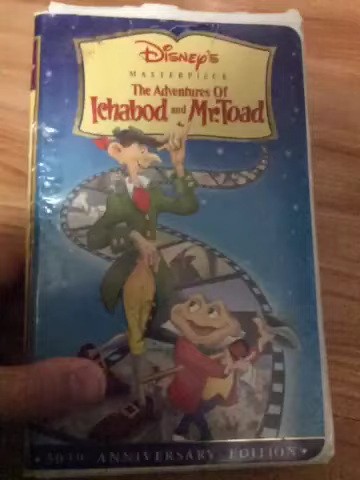 Disney's
MASTERPIECE
The Adventures Of
Ichabod and Mr. Toad
• 50TH ANNIVERSARY EDITION •